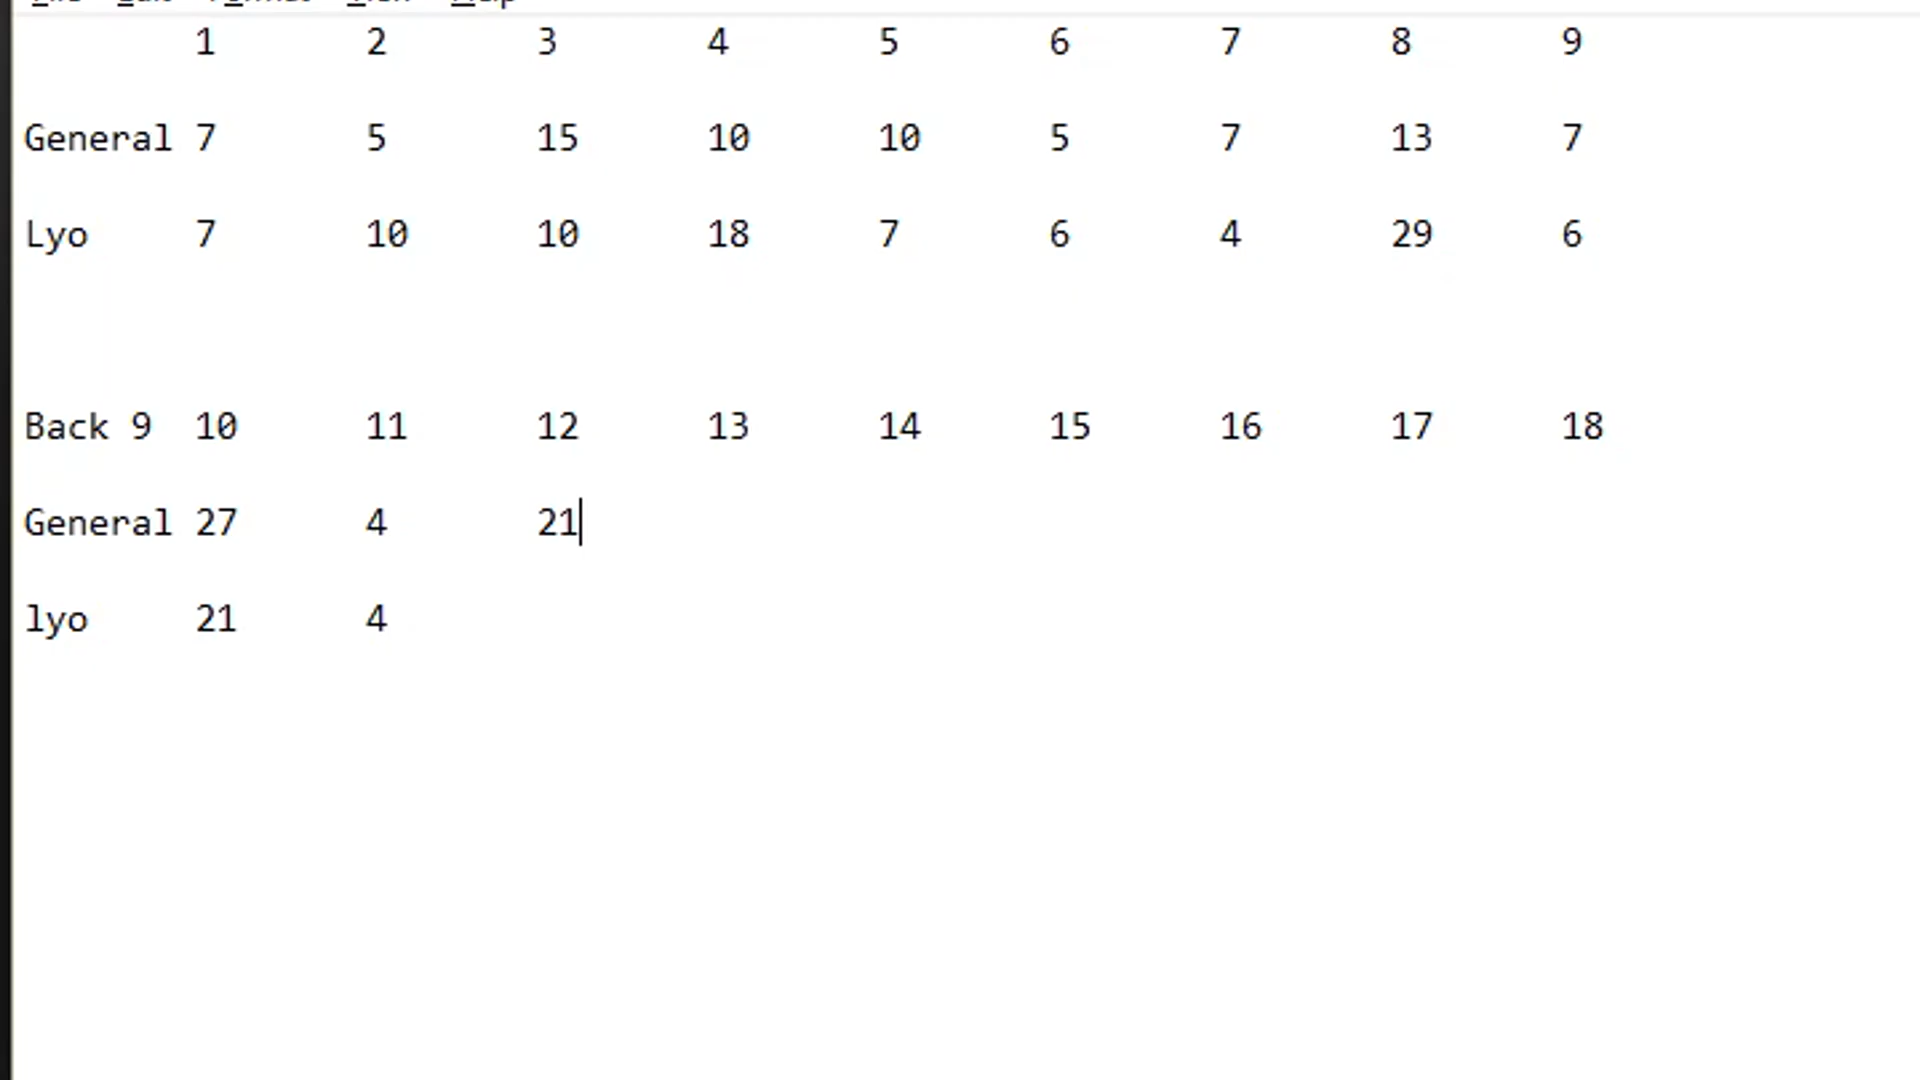 1 2 3 4 5 6 7 8 9
General 7 5 15 10 10 5 7 13 7
Lyo 7 10 10 18 7 6 4 29 6
Back 9 10 11 12 13 14 15 16 17 18
General 27 4 21
lyo 21 4